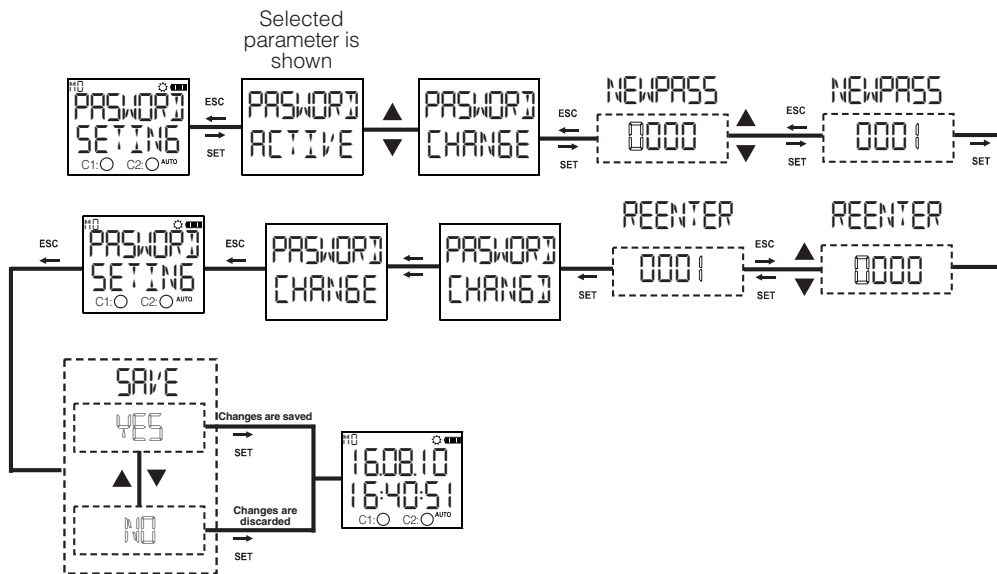 Selected
parameter is
shown
MO
PASWORD
SETING
C1: C2: AUTO
ESC
SET
PASWORD
ACTIVE
PASWORD
CHANGE
ESC
SET
NEWPASS
0000
ESC
SET
NEWPASS
0001
SET
ESC
MO
PASWORD
SETING
C1: C2: AUTO
ESC
PASWORD
CHANGE
PASWORD
CHANGD
SET
REENTER
0001
ESC
SET
REENTER
0000
SAVE
YES
NO
Changes are saved
SET
Changes are
discarded
SET
MO
16.08.10
16:40:51
C1: C2: AUTO